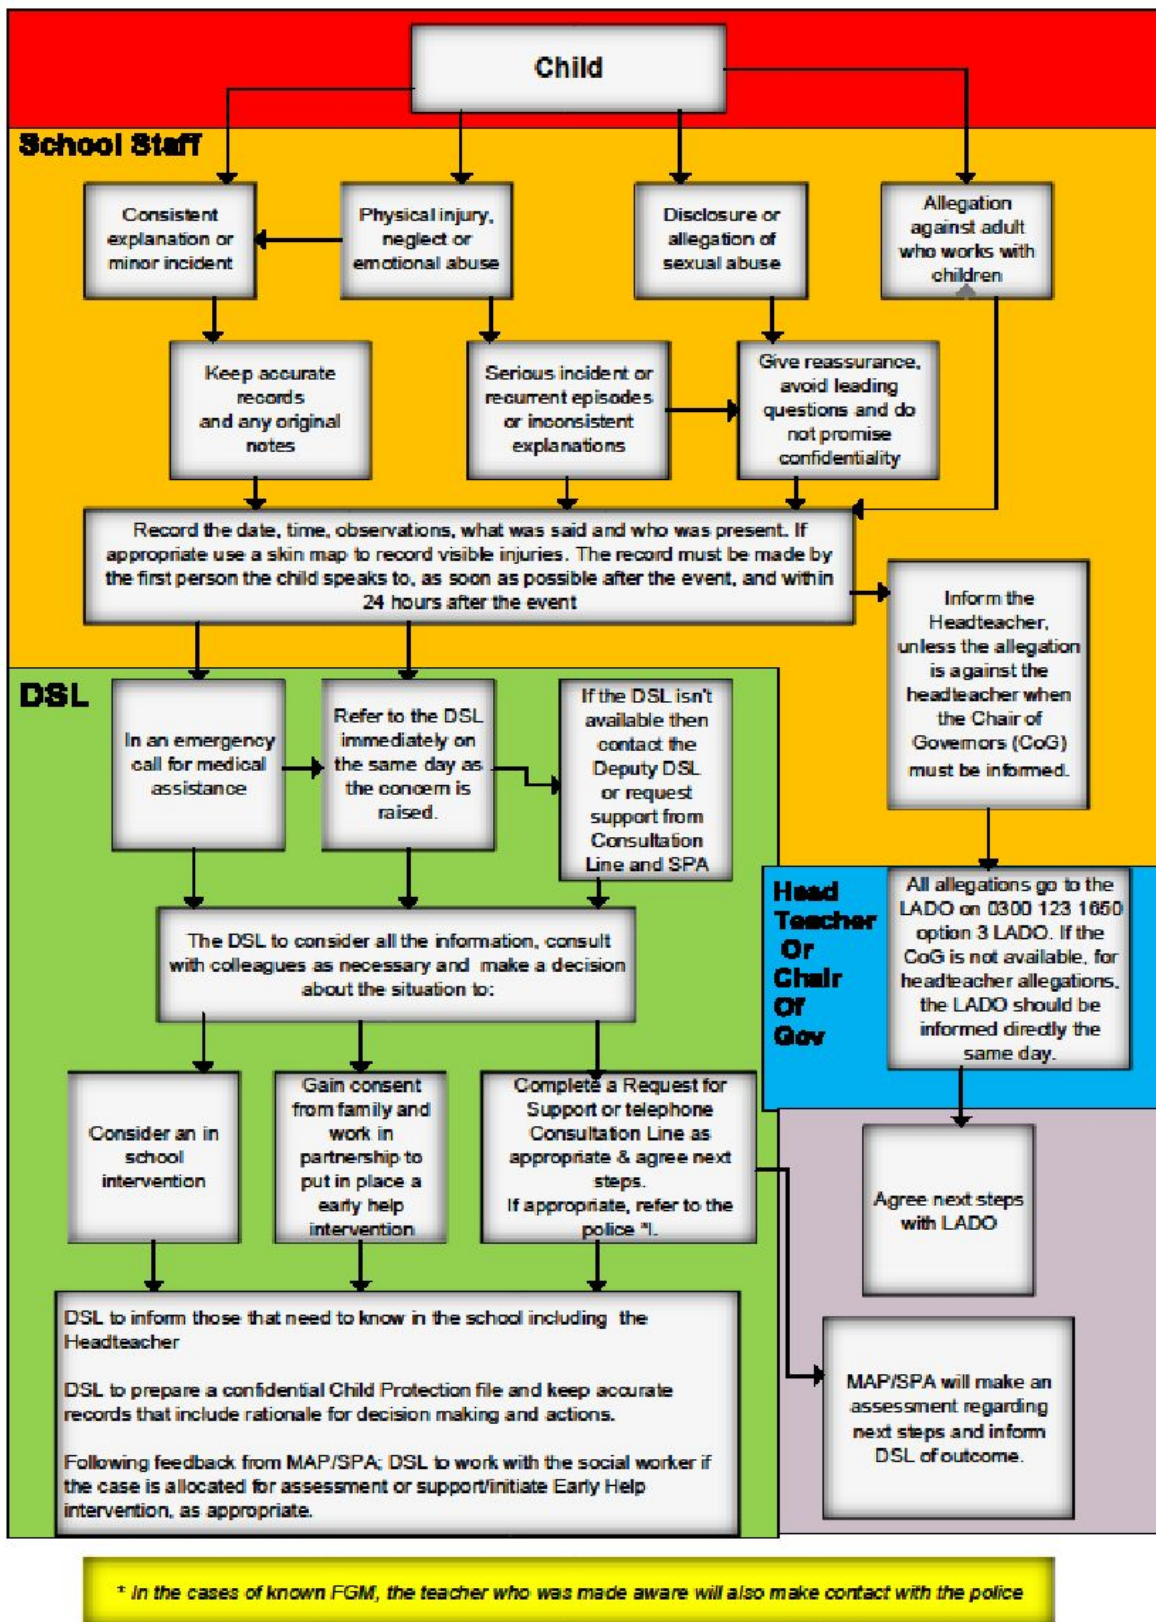 Child
School Staff
Consistent
explanation or
minor incident
Physical injury,
neglect or
emotional abuse
Disclosure or
allegation of
sexual abuse
Allegation
against adult
who works with
children
Keep accurate
records
and any original
notes
Serious incident or
recurrent episodes
or inconsistent
explanations
Give reassurance,
avoid leading
questions and do
not promise
confidentiality
Record the date, time, observations, what was said and who was present. If
appropriate use a skin map to record visible injuries. The record must be made by
the first person the child speaks to, as soon as possible after the event, and within
24 hours after the event
Inform the
Headteacher,
unless the allegation
is against the
headteacher when
the Chair of
Governors (CoG)
must be informed.
DSL
In an emergency
call for medical
assistance
Refer to the DSL
immediately on
the same day as
the concern is
raised.
If the DSL isn't
available then
contact the
Deputy DSL
or request
support from
Consultation
Line and SPA
Head
Teacher
Or
Chair
Of
Gov
All allegations go to the
LADO on 0300 123 1650
option 3 LADO. If the
CoG is not available, for
headteacher allegations,
the LADO should be
informed directly the
same day.
The DSL to consider all the information, consult
with colleagues as necessary and make a decision
about the situation to:
Consider an in
school
intervention
Gain consent
from family and
work in
partnership to
put in place a
early help
intervention
Complete a Request for
Support or telephone
Consultation Line as
appropriate & agree next
steps.
If appropriate, refer to the
police *l.
Agree next steps
with LADO
DSL to inform those that need to know in the school including the
Headteacher
DSL to prepare a confidential Child Protection file and keep accurate
records that include rationale for decision making and actions.
Following feedback from MAP/SPA; DSL to work with the social worker if
the case is allocated for assessment or support/initiate Early Help
intervention, as appropriate.
MAP/SPA will make an
assessment regarding
next steps and inform
DSL of outcome.
* In the cases of known FGM, the teacher who was made aware will also make contact with the police